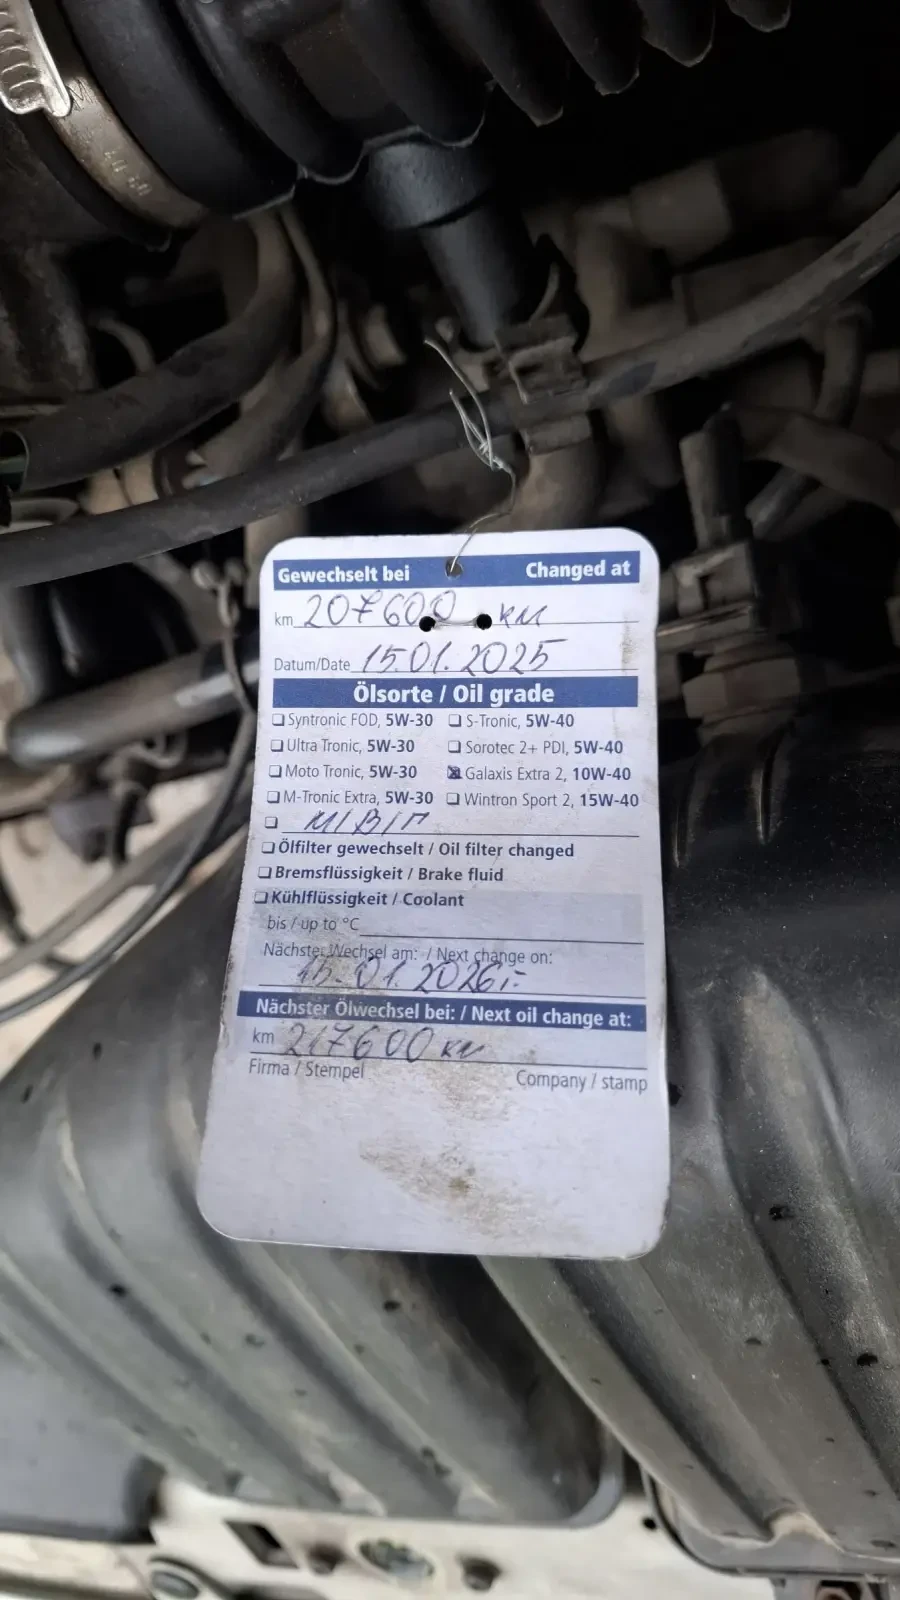 Gewechselt bei Changed at
km 207600 км
Datum/Date 15.01.2025
Ölsorte / Oil grade
☐ Syntronic FOD, 5W-30 ☐ S-Tronic, 5W-40
☐ Ultra Tronic, 5W-30 ☐ Sorotec 2+ PDI, 5W-40
☐ Moto Tronic, 5W-30 ☒ Galaxis Extra 2, 10W-40
☐ M-Tronic Extra, 5W-30 ☐ Wintron Sport 2, 15W-40
☐ М/В/П
☐ Ölfilter gewechselt / Oil filter changed
☐ Bremsflüssigkeit / Brake fluid
☐ Kühlflüssigkeit / Coolant
bis / up to °C
Nächster Wechsel am: / Next change on:
15.01.2026г.
Nächster Ölwechsel bei: / Next oil change at:
km 217600 км
Firma / Stempel Company / stamp